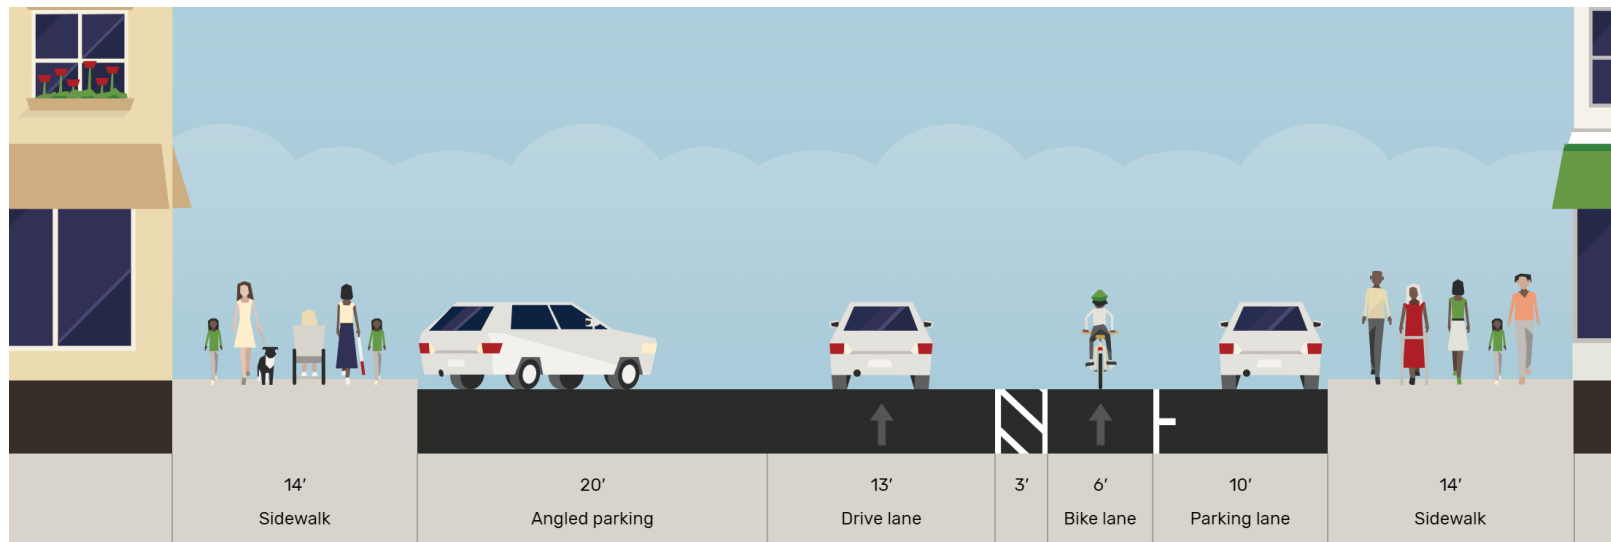 14′ 20′ 13′ 3′ 6′ 10′ 14′
Sidewalk Angled parking Drive lane Bike lane Parking lane Sidewalk